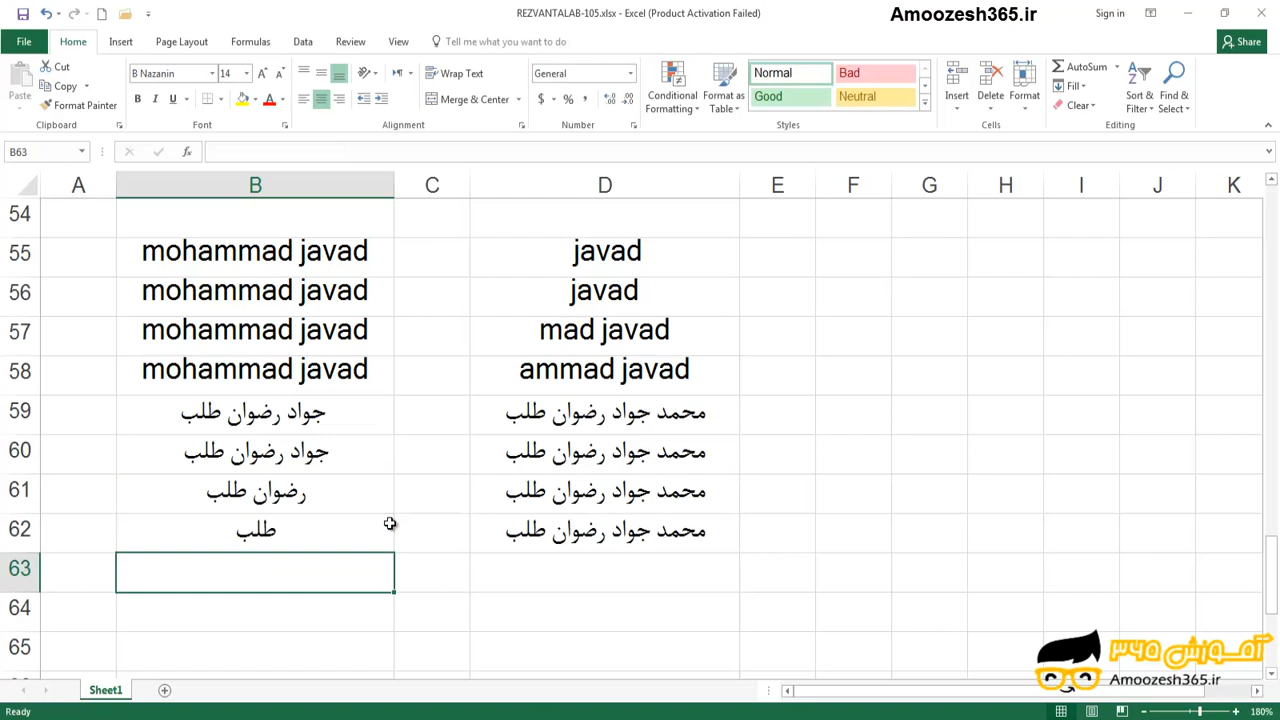 REZVANTALAB-105.xlsx - Excel (Product Activation Failed)
Amoozesh365.ir
Sign in
File Home Insert Page Layout Formulas Data Review View Tell me what you want to do Share
Paste
Cut
Copy
Format Painter
Clipboard
B Nazanin 14
B I U
Font
Wrap Text
Merge & Center
Alignment
General
$ % ,
Number
Conditional Formatting
Format as Table
Normal Bad
Good Neutral
Styles
Insert Delete Format
Cells
AutoSum
Fill
Clear
Sort & Filter
Find & Select
Editing
B63 fx
A B C D E F G H I J K
54
55 mohammad javad javad
56 mohammad javad javad
57 mohammad javad mad javad
58 mohammad javad ammad javad
59 جواد رضوان طلب محمد جواد رضوان طلب
60 جواد رضوان طلب محمد جواد رضوان طلب
61 رضوان طلب محمد جواد رضوان طلب
62 طلب محمد جواد رضوان طلب
63
64
65
آمـوزش ۳۶۵
Amoozesh365.ir
Sheet1
Ready 180%